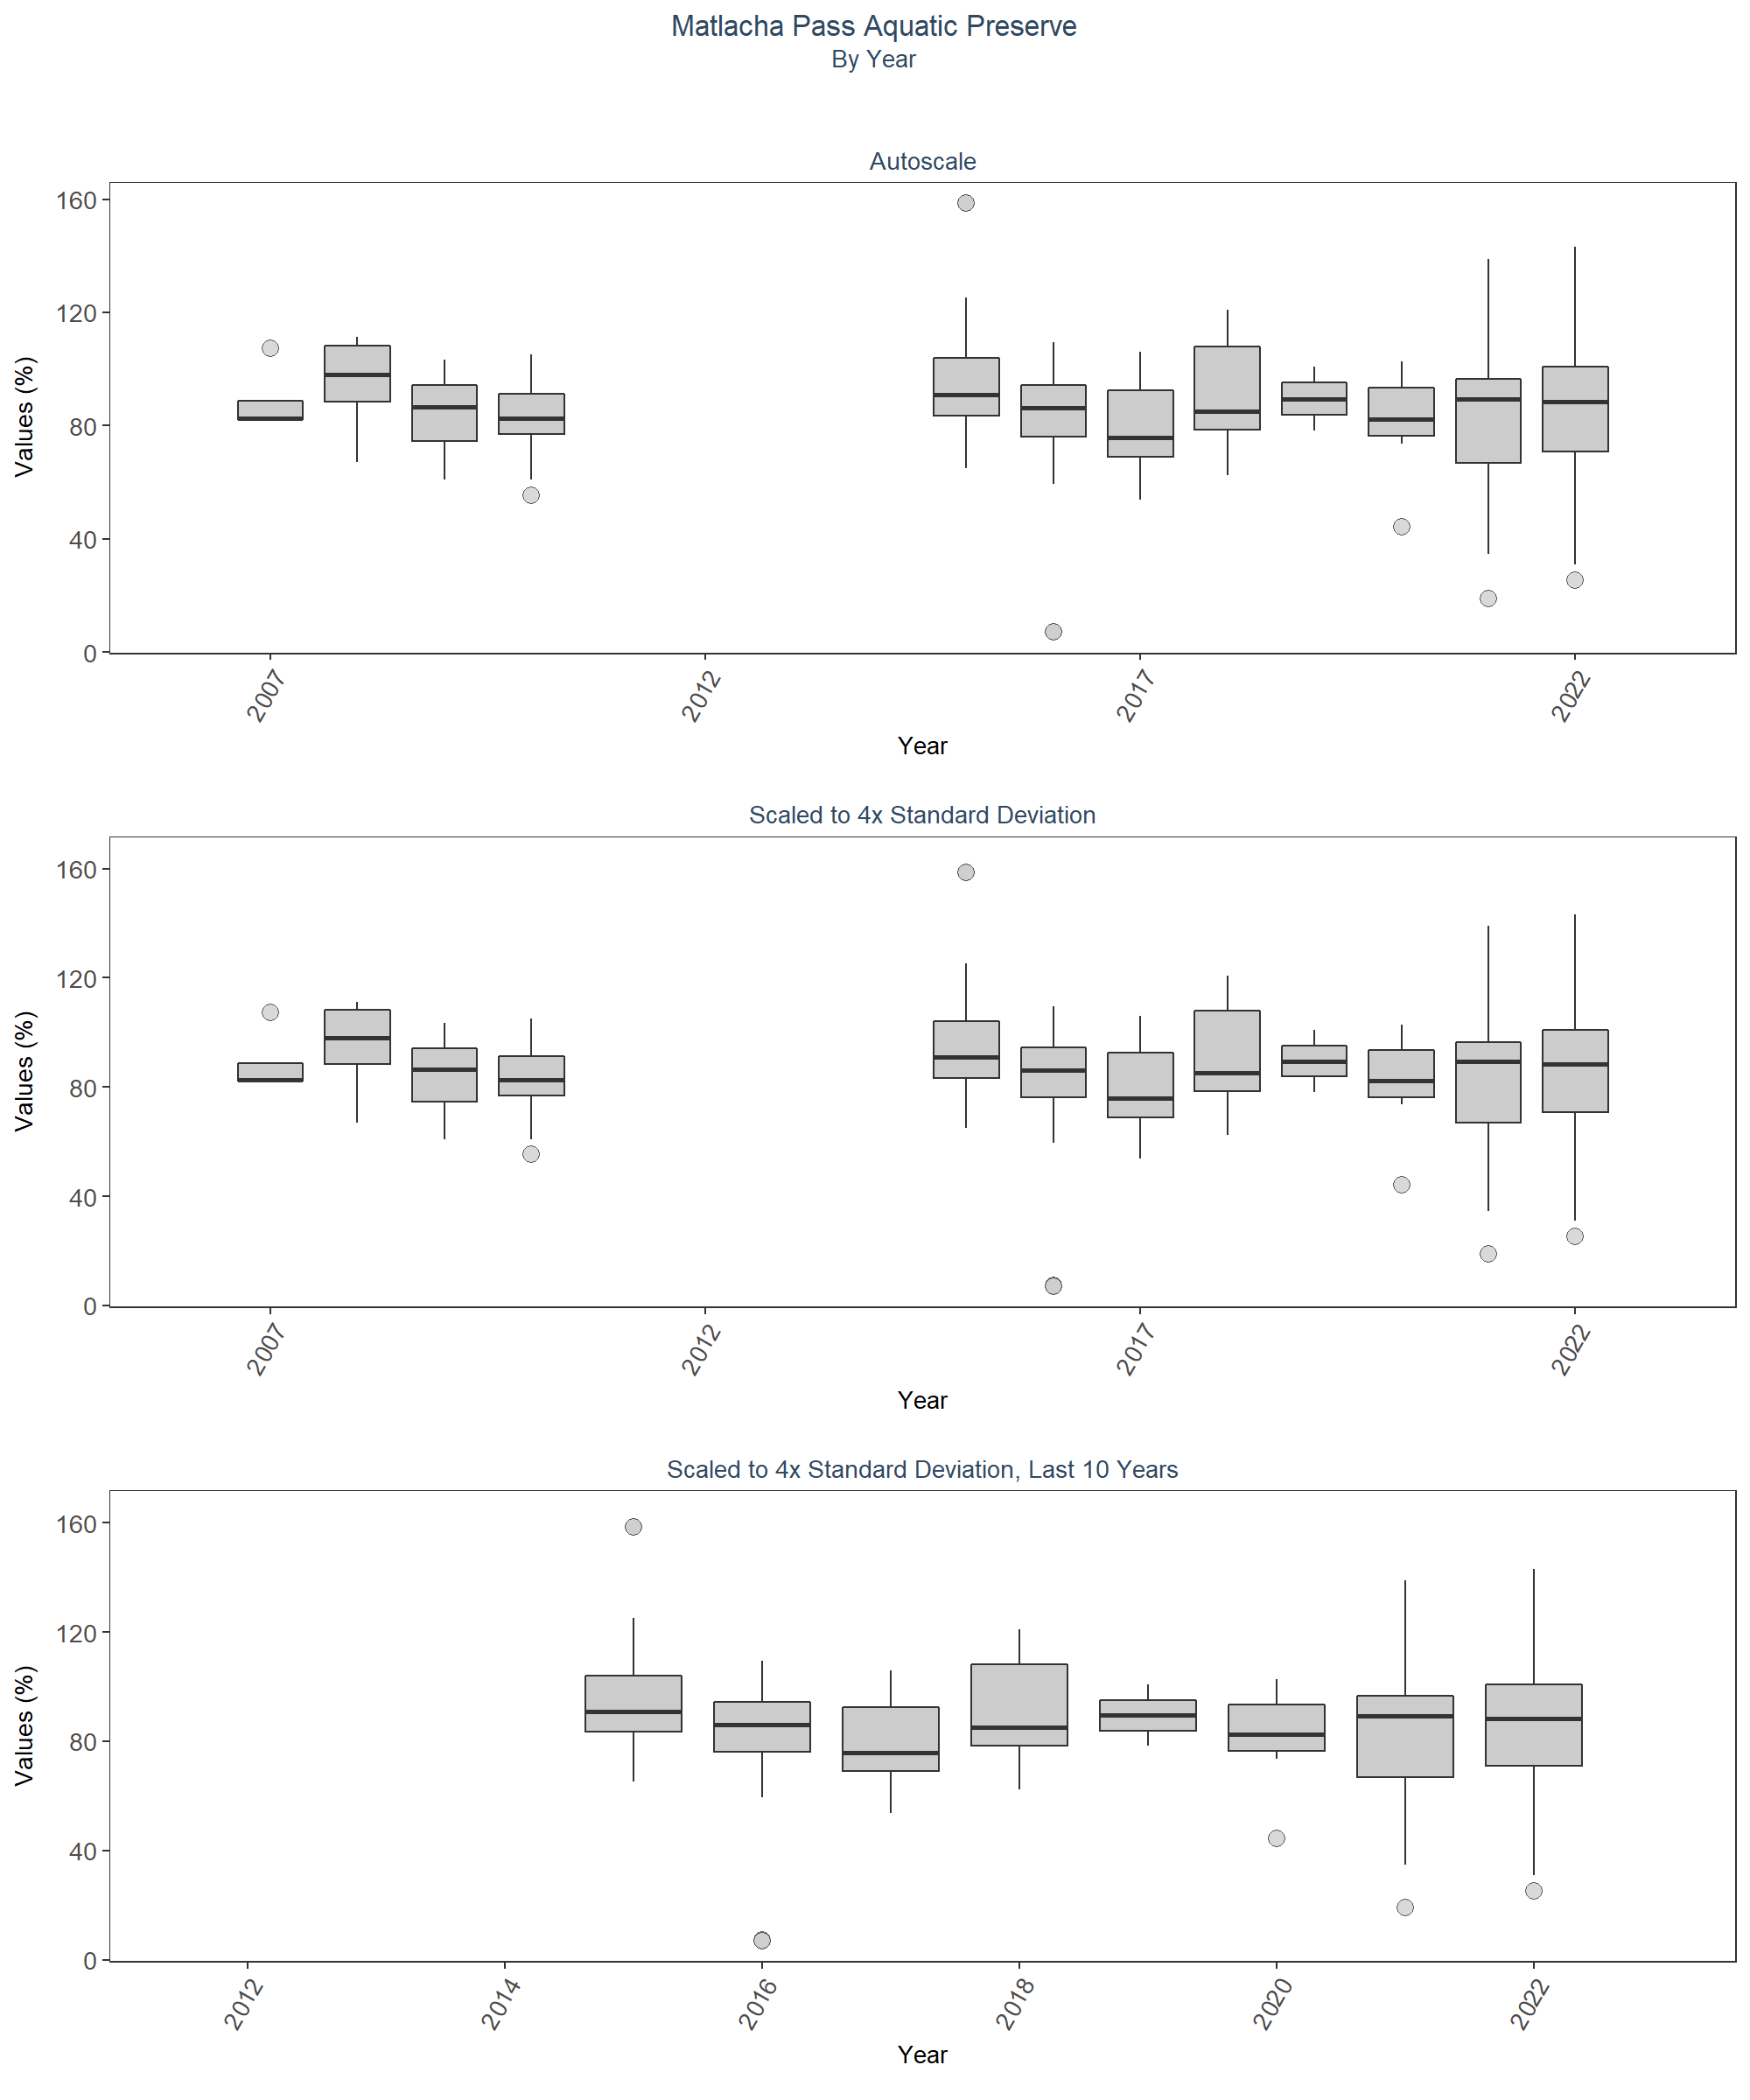 Matlacha Pass Aquatic Preserve
By Year
Autoscale
Values (%)
160
120
80
40
0
2007
2012
2017
2022
Year
Scaled to 4x Standard Deviation
Values (%)
160
120
80
40
0
2007
2012
2017
2022
Year
Scaled to 4x Standard Deviation, Last 10 Years
Values (%)
160
120
80
40
0
2012
2014
2016
2018
2020
2022
Year